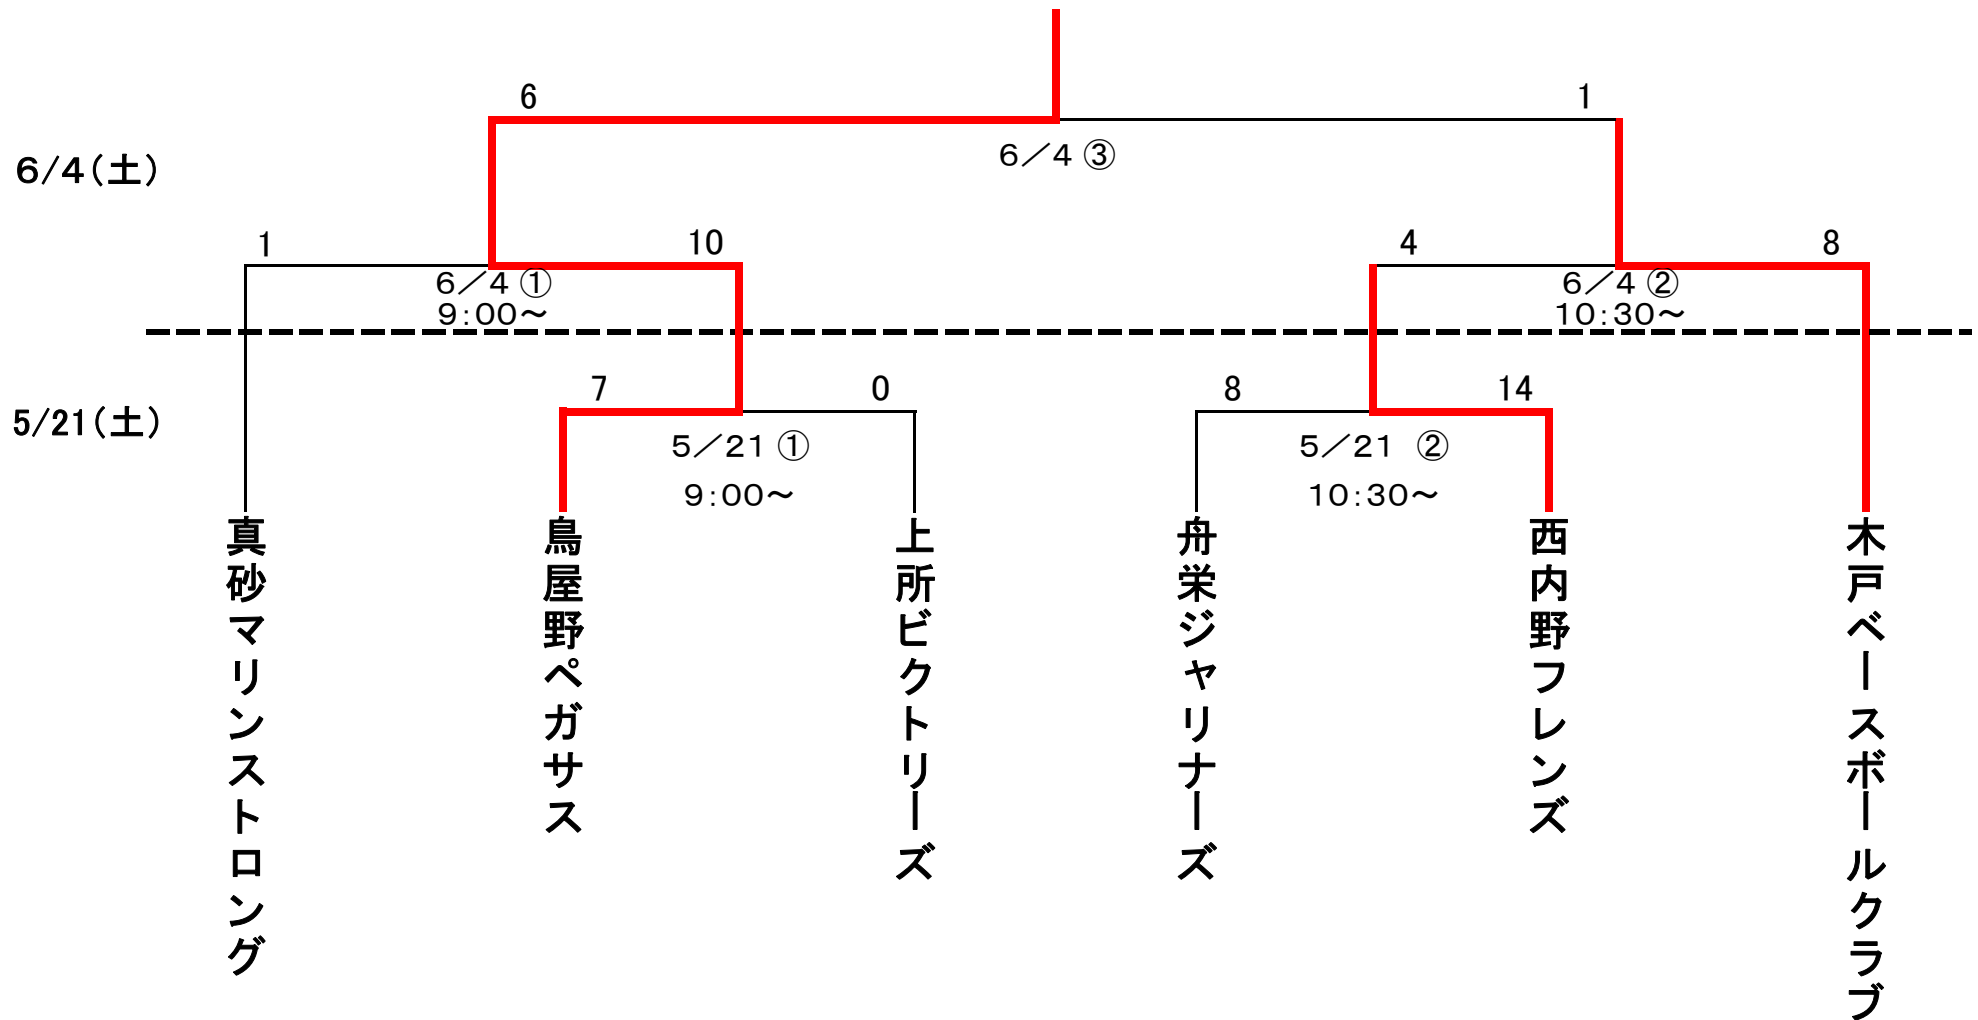 6 1
6/4(土)
6／4 ③
1 10 4 8
6／4 ①
9：00～
6／4 ②
10：30～
5/21(土)
7 0 8 14
5／21 ①
9：00～
5／21 ②
10：30～
真砂マリンストロング
鳥屋野ペガサス
上所ビクトリーズ
舟栄ジャリナーズ
西内野フレンズ
木戸ベースボールクラブ